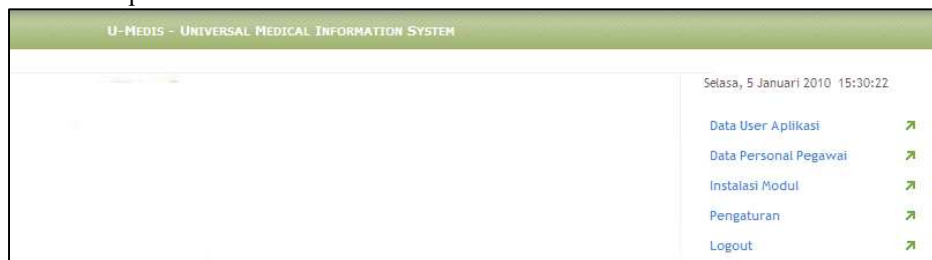 U-Medis - Universal Medical Information System
Selasa, 5 Januari 2010 15:30:22
Data User Aplikasi
Data Personal Pegawai
Instalasi Modul
Pengaturan
Logout